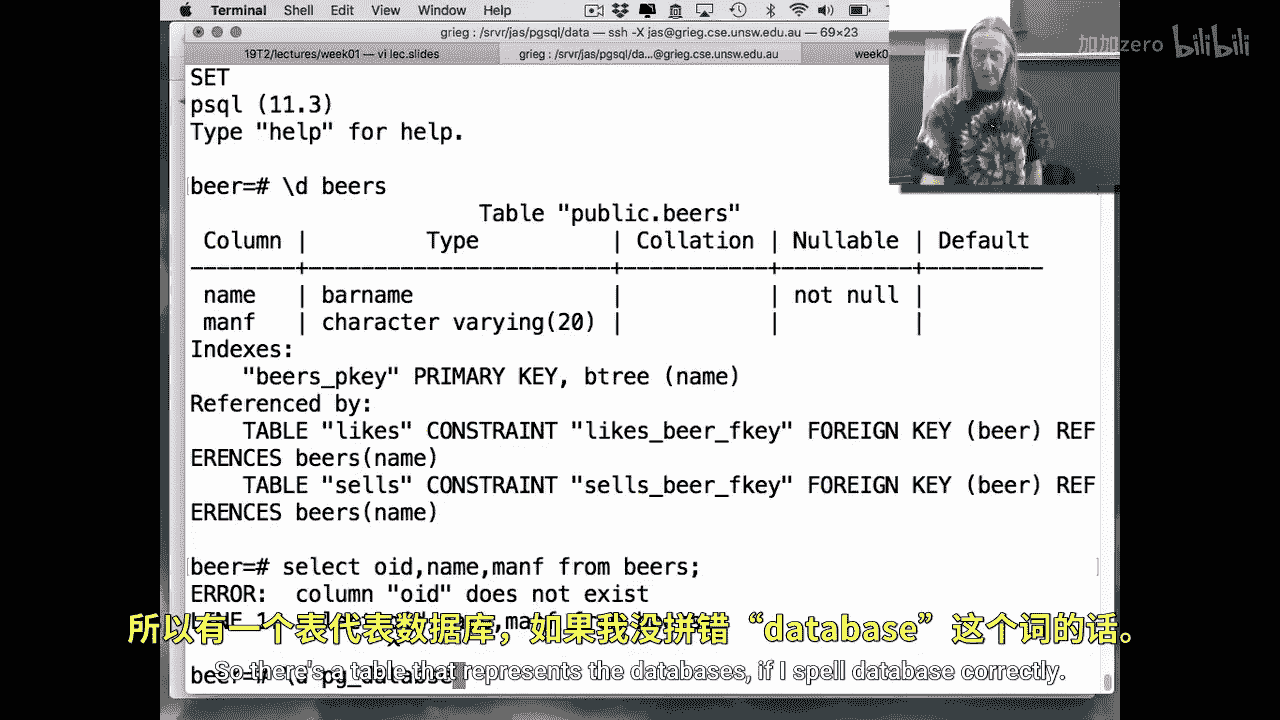 Terminal Shell Edit View Window Help
grieg : /srvr/jas/pgsql/data — ssh -X jas@grieg.cse.unsw.edu.au — 69×23
19T2/lectures/week01 — vi lec.slides
grieg : /srvr/jas/pgsql/da...@grieg.cse.unsw.edu.au
week0
加加zero bilibili
SET
psql (11.3)
Type "help" for help.
beer=# \d beers
Table "public.beers"
Column | Type | Collation | Nullable | Default
--------+-----------------------+-----------+----------+---------
name | barname | | not null |
manf | character varying(20) | | |
Indexes:
"beers_pkey" PRIMARY KEY, btree (name)
Referenced by:
TABLE "likes" CONSTRAINT "likes_beer_fkey" FOREIGN KEY (beer) REF
ERENCES beers(name)
TABLE "sells" CONSTRAINT "sells_beer_fkey" FOREIGN KEY (beer) REF
ERENCES beers(name)
beer=# select oid,name,manf from beers;
ERROR: column "oid" does not exist
所以有一个表代表数据库，如果我没拼错“database”这个词的话。
So there's a table that represents the databases, if I spell database correctly.
beer=# \d